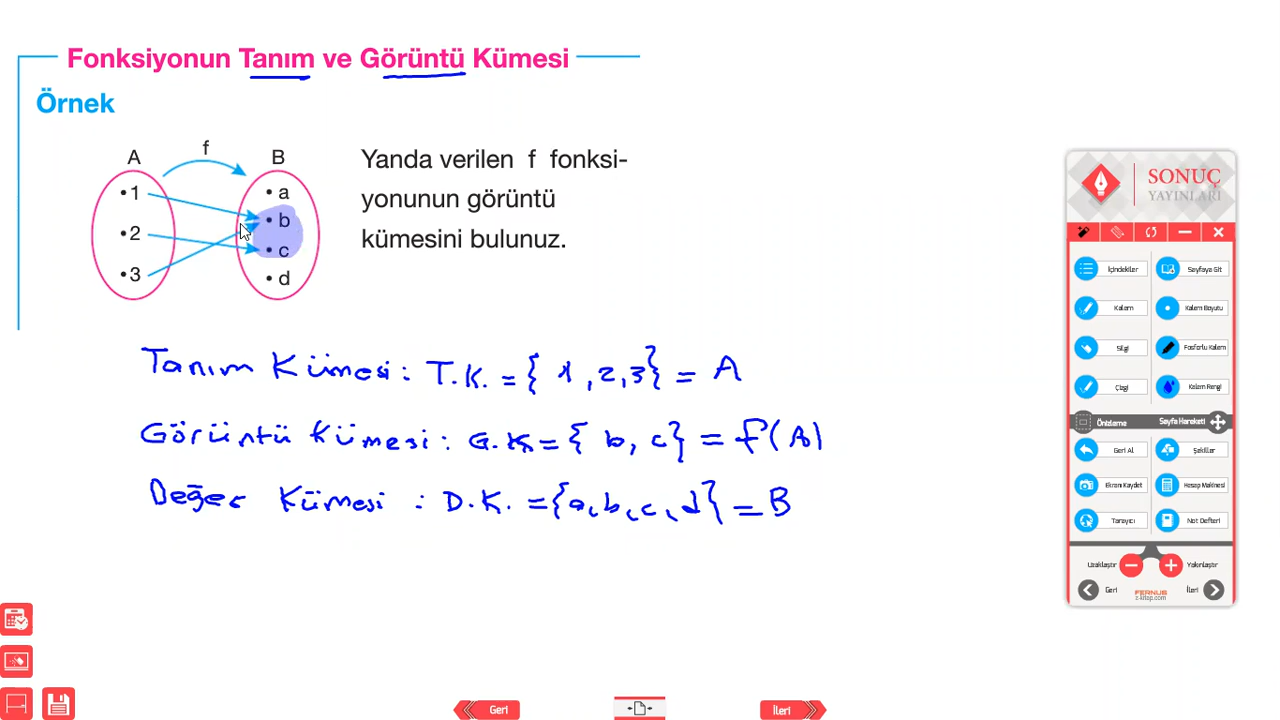 Fonksiyonun Tanım ve Görüntü Kümesi
Örnek
A f B
1
2
3
a
b
c
d
Yanda verilen f fonksi-
yonunun görüntü
kümesini bulunuz.
Tanım Kümesi : T.K. = { 1, 2, 3 } = A
Görüntü Kümesi : G.K = { b, c } = f(A)
Değer Kümesi : D.K. = {a, b, c, d} = B
SONUÇ
YAYINLARI
İçindekiler
Sayfaya Git
Kalem
Kalem Boyutu
Silgi
Fosforlu Kalem
Çizgi
Kalem Rengi
Önizleme
Sayfa Hareketi
Geri Al
Şekiller
Ekranı Kaydet
Hesap Makinesi
Tarayıcı
Not Defteri
Uzaklaştır
Yakınlaştır
Geri
FERNUS
z-kitap.com
İleri
Geri
İleri